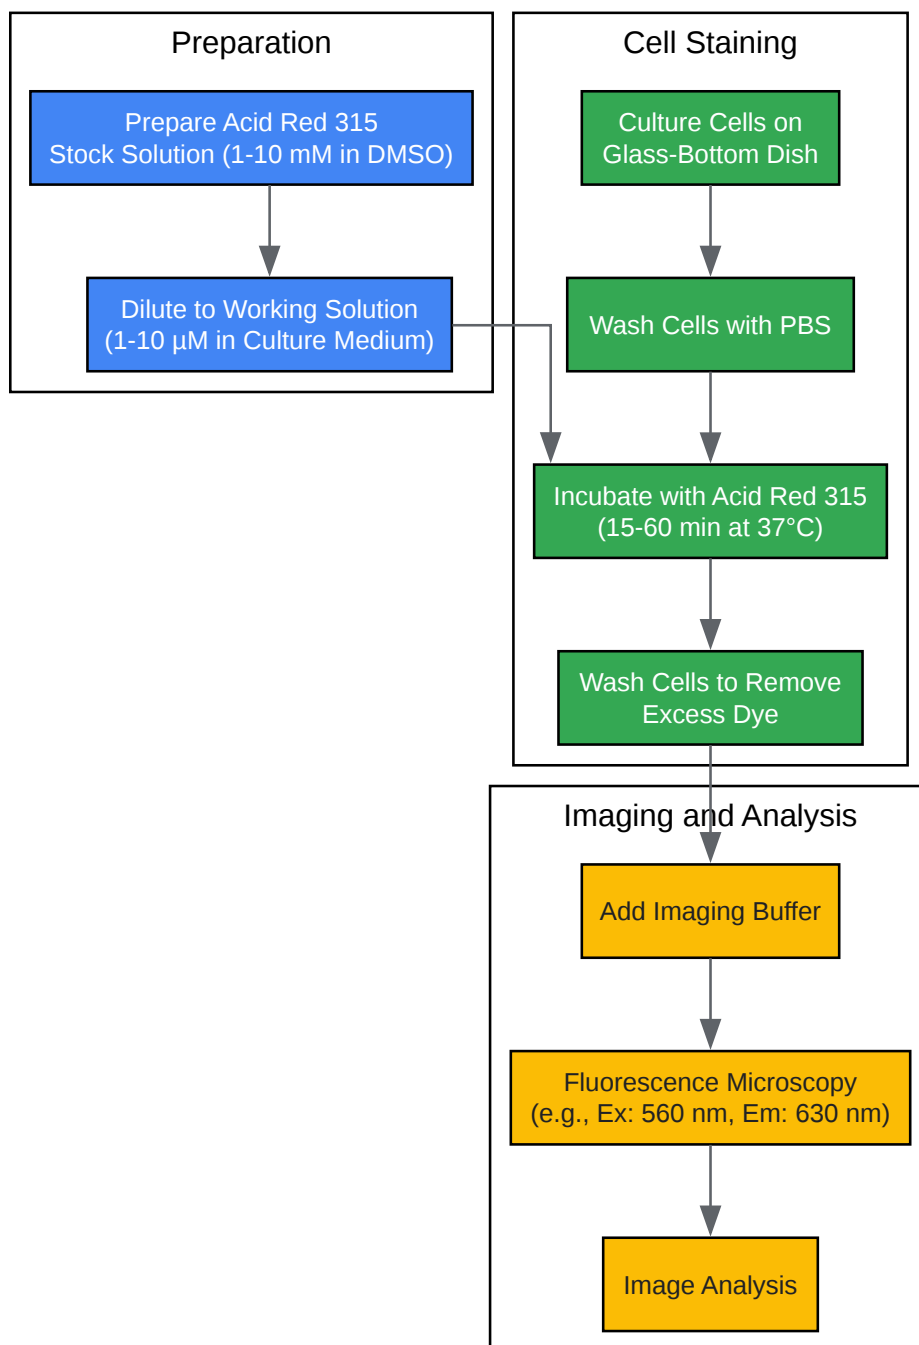 Preparation
Prepare Acid Red 315
Stock Solution (1-10 mM in DMSO)
Dilute to Working Solution
(1-10 µM in Culture Medium)
Cell Staining
Culture Cells on
Glass-Bottom Dish
Wash Cells with PBS
Incubate with Acid Red 315
(15-60 min at 37°C)
Wash Cells to Remove
Excess Dye
Imaging and Analysis
Add Imaging Buffer
Fluorescence Microscopy
(e.g., Ex: 560 nm, Em: 630 nm)
Image Analysis